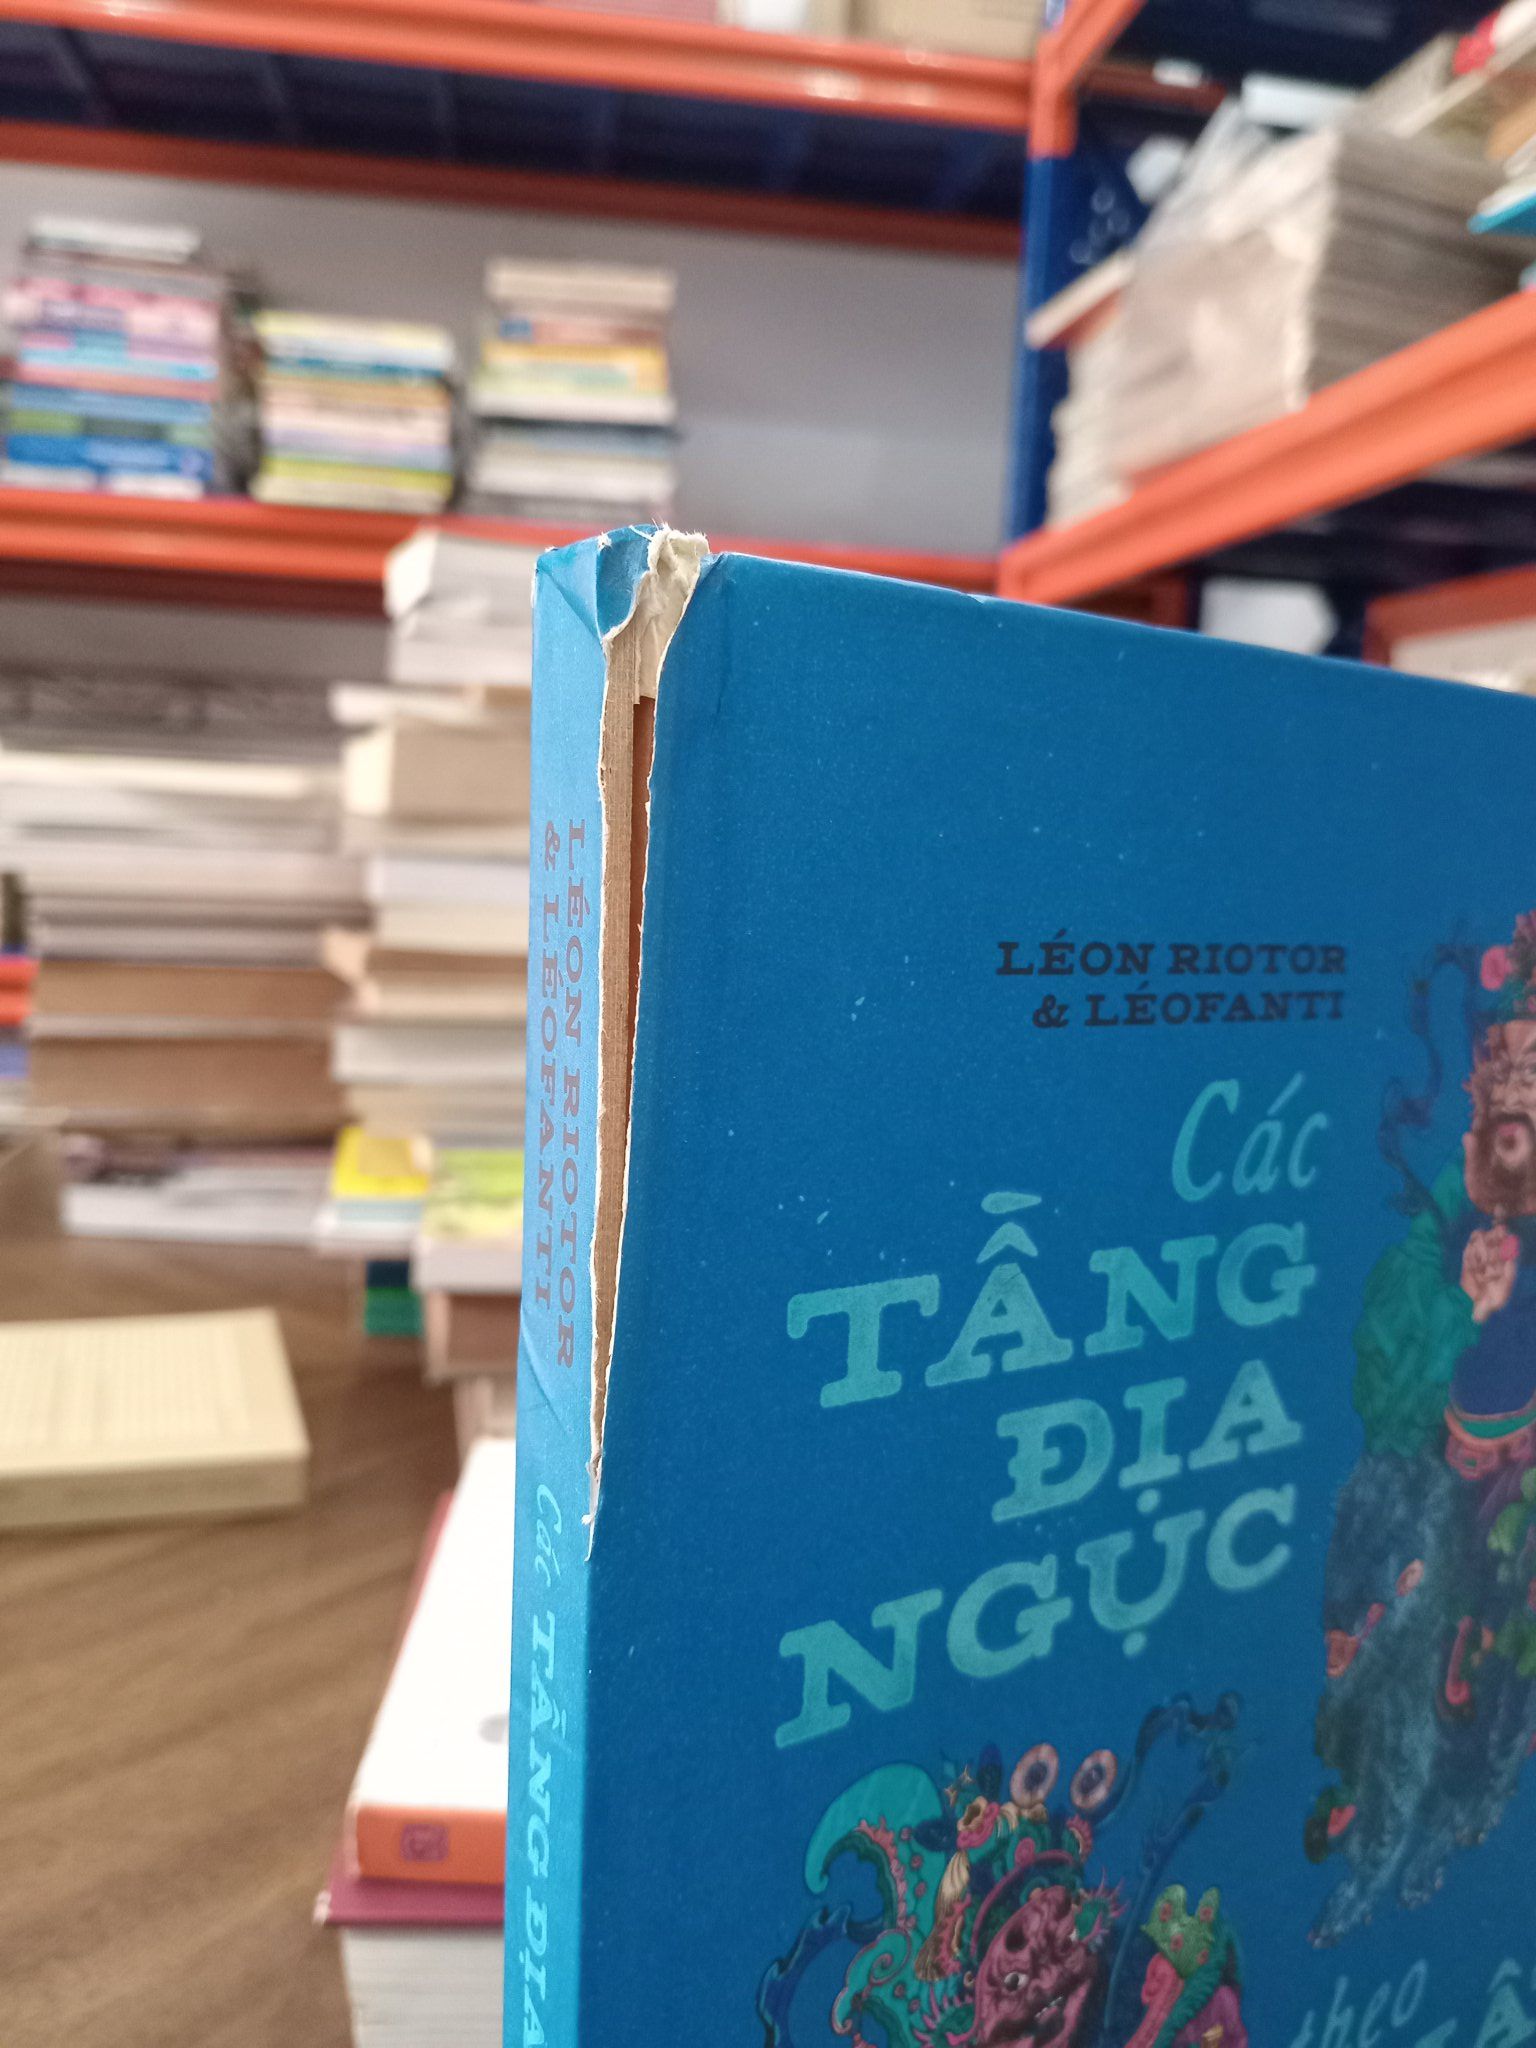 LÉON RIOTOR
& LÉOFANTI
Các TẦNG ĐỊA
LÉON RIOTOR
& LÉOFANTI
Các
TẦNG
ĐỊA
NGỤC
theo